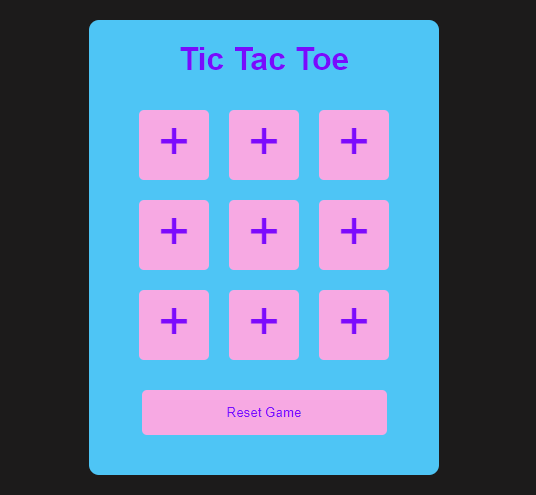 Tic Tac Toe
+ + +
+ + +
+ + +
Reset Game